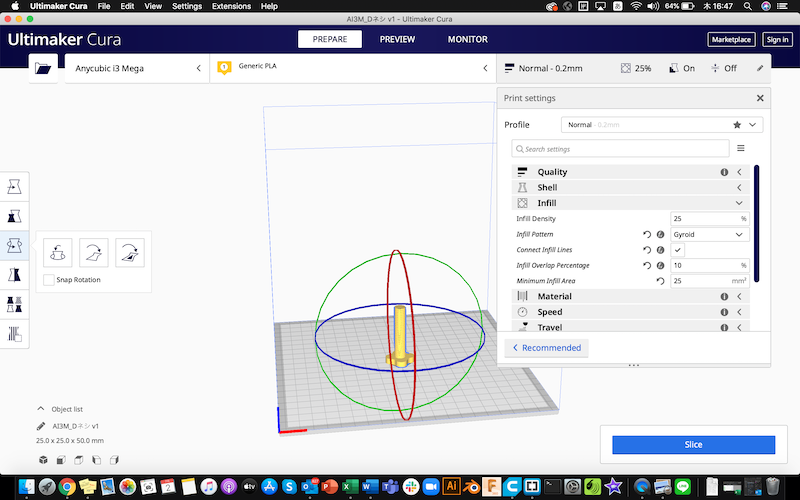 Ultimaker Cura File Edit View Settings Extensions Help 64% 木 16:47
AI3M_Dネシ v1 - Ultimaker Cura
Ultimaker Cura PREPARE PREVIEW MONITOR Marketplace Sign in
Anycubic i3 Mega 1 Generic PLA Normal - 0.2mm 25% On Off
Print settings
Profile Normal - 0.2mm
Search settings
Quality
Shell
Infill
Infill Density 25 %
Infill Pattern Gyroid
Connect Infill Lines
Infill Overlap Percentage 10 %
Minimum Infill Area 25 mm²
Material
Speed
Travel
Recommended
Snap Rotation
Object list
AI3M_Dネシ v1
25.0 x 25.0 x 50.0 mm
Slice